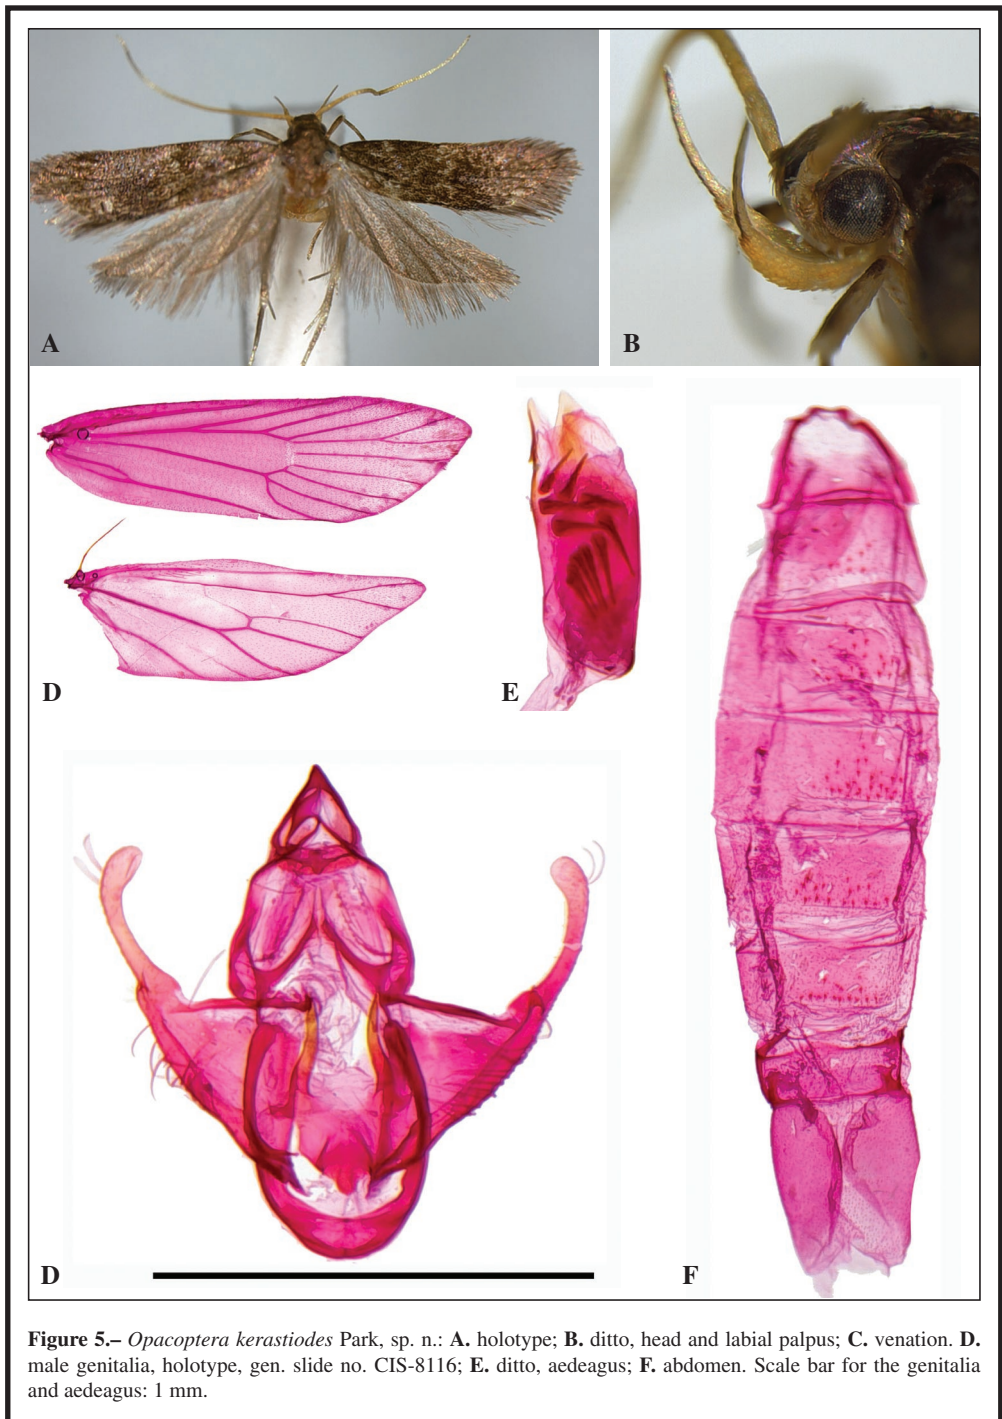 A
B
D
E
D
F
Figure 5.– Opacoptera kerastiodes Park, sp. n.: A. holotype; B. ditto, head and labial palpus; C. venation. D.
male genitalia, holotype, gen. slide no. CIS-8116; E. ditto, aedeagus; F. abdomen. Scale bar for the genitalia
and aedeagus: 1 mm.